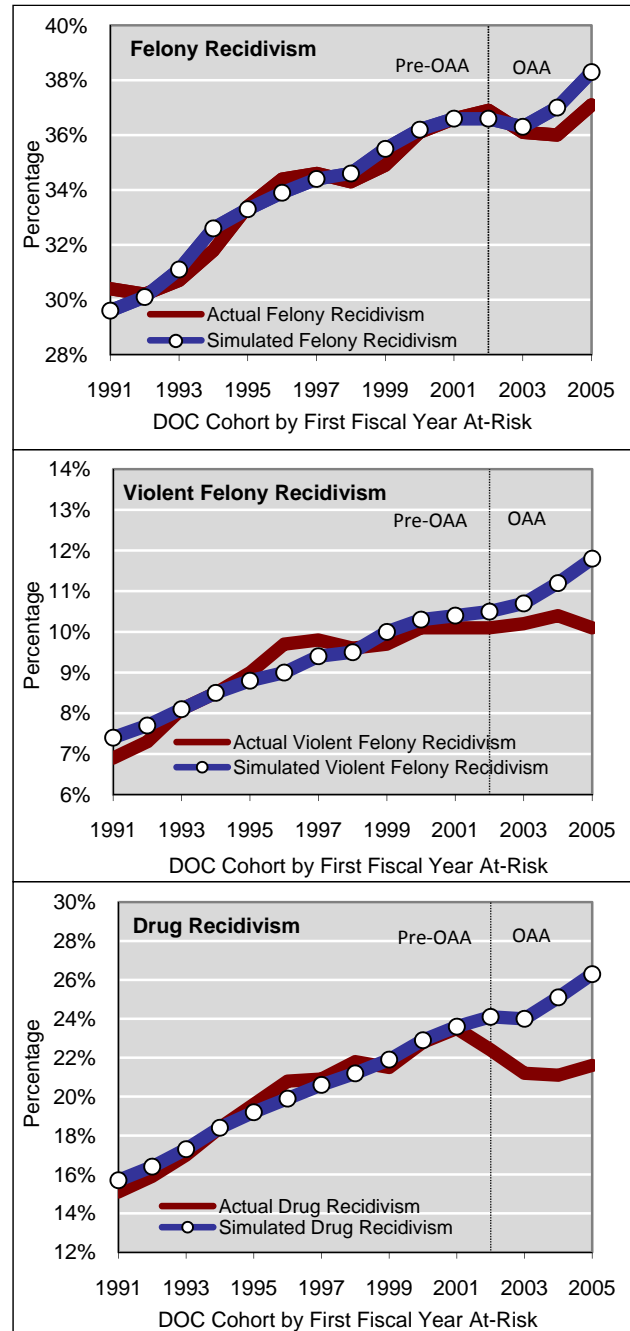 40%
Felony Recidivism
Pre-OAA
OAA
38%
36%
34%
32%
30%
28%
Percentage
Actual Felony Recidivism
Simulated Felony Recidivism
1991 1993 1995 1997 1999 2001 2003 2005
DOC Cohort by First Fiscal Year At-Risk
14%
Violent Felony Recidivism
13%
Pre-OAA
OAA
12%
11%
10%
9%
8%
7%
6%
Percentage
Actual Violent Felony Recidivism
Simulated Violent Felony Recidivism
1991 1993 1995 1997 1999 2001 2003 2005
DOC Cohort by First Fiscal Year At-Risk
30%
Drug Recidivism
28%
Pre-OAA
OAA
26%
24%
22%
20%
18%
16%
14%
12%
Percentage
Actual Drug Recidivism
Simulated Drug Recidivism
1991 1993 1995 1997 1999 2001 2003 2005
DOC Cohort by First Fiscal Year At-Risk